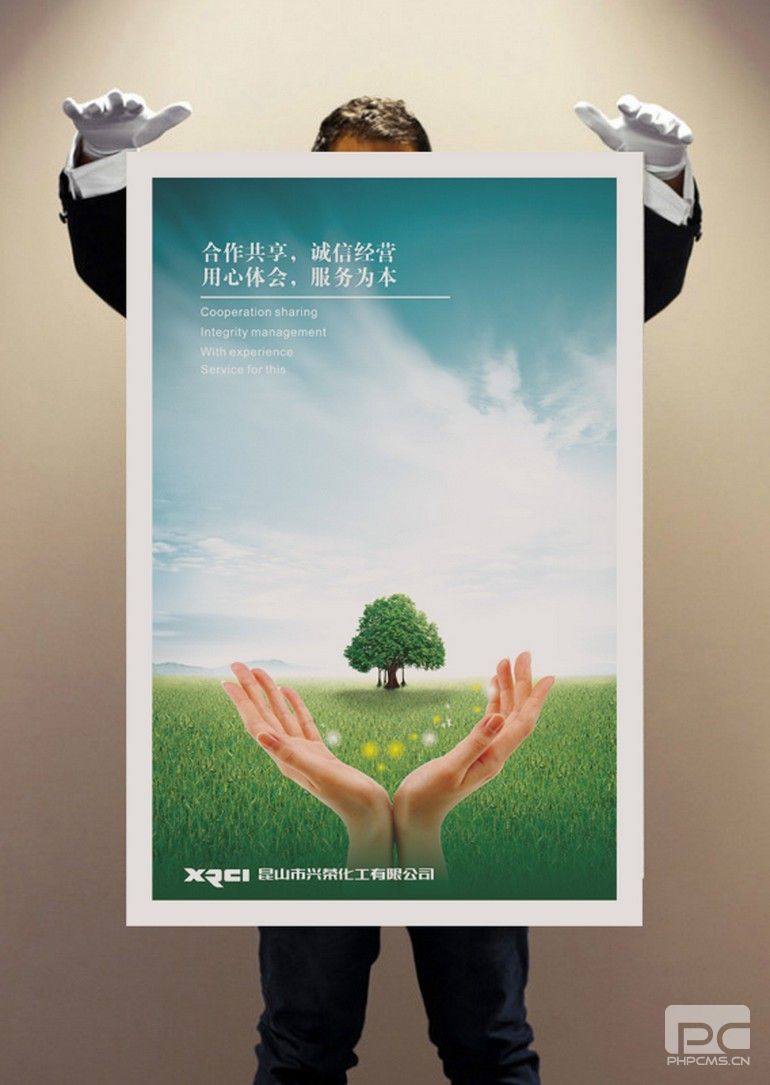 合作共享，诚信经营
用心体会，服务为本
Cooperation sharing
Integrity management
With experience
Service for this
XRCI 昆山市兴荣化工有限公司
PC
PHPCMS.CN